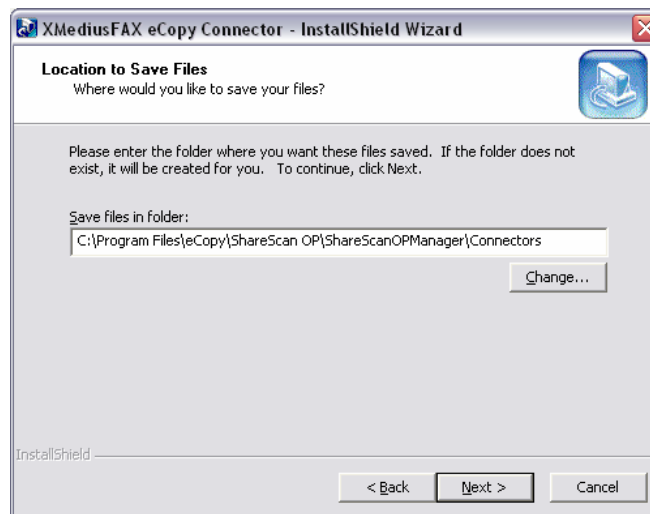 XMediusFAX eCopy Connector - InstallShield Wizard
Location to Save Files
Where would you like to save your files?
Please enter the folder where you want these files saved.  If the folder does not
exist, it will be created for you.   To continue, click Next.
Save files in folder:
C:\Program Files\eCopy\ShareScan OP\ShareScanOPManager\Connectors
Change...
InstallShield
< Back
Next >
Cancel